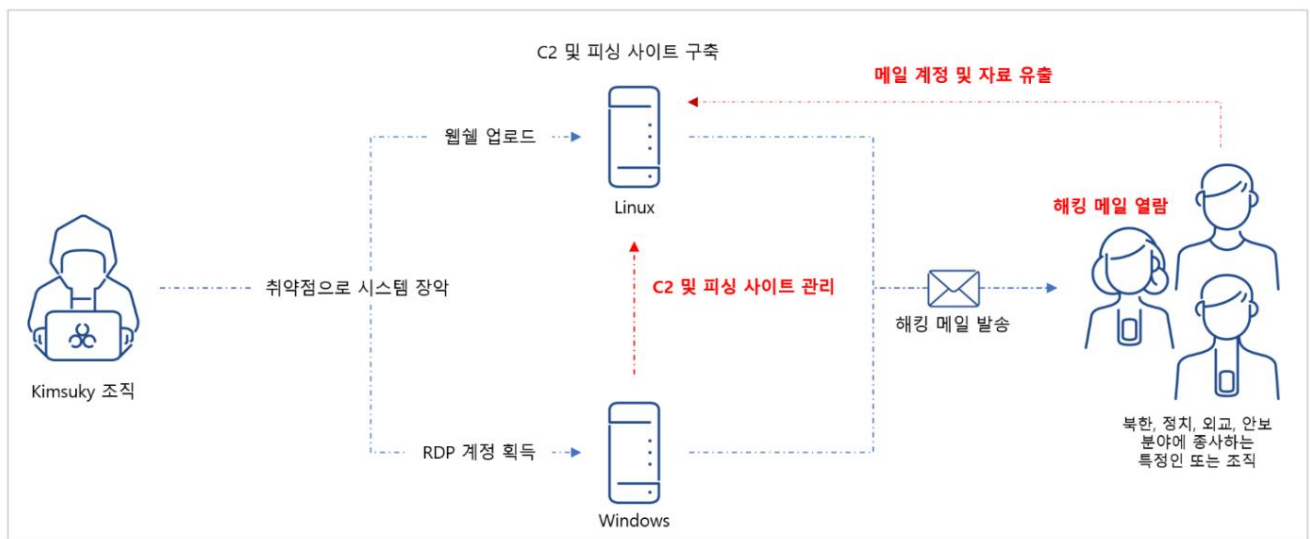 C2 및 피싱 사이트 구축
메일 계정 및 자료 유출
웹쉘 업로드
Linux
해킹 메일 열람
취약점으로 시스템 장악
C2 및 피싱 사이트 관리
해킹 메일 발송
Kimsuky 조직
RDP 계정 획득
Windows
북한, 정치, 외교, 안보
분야에 종사하는
특정인 또는 조직